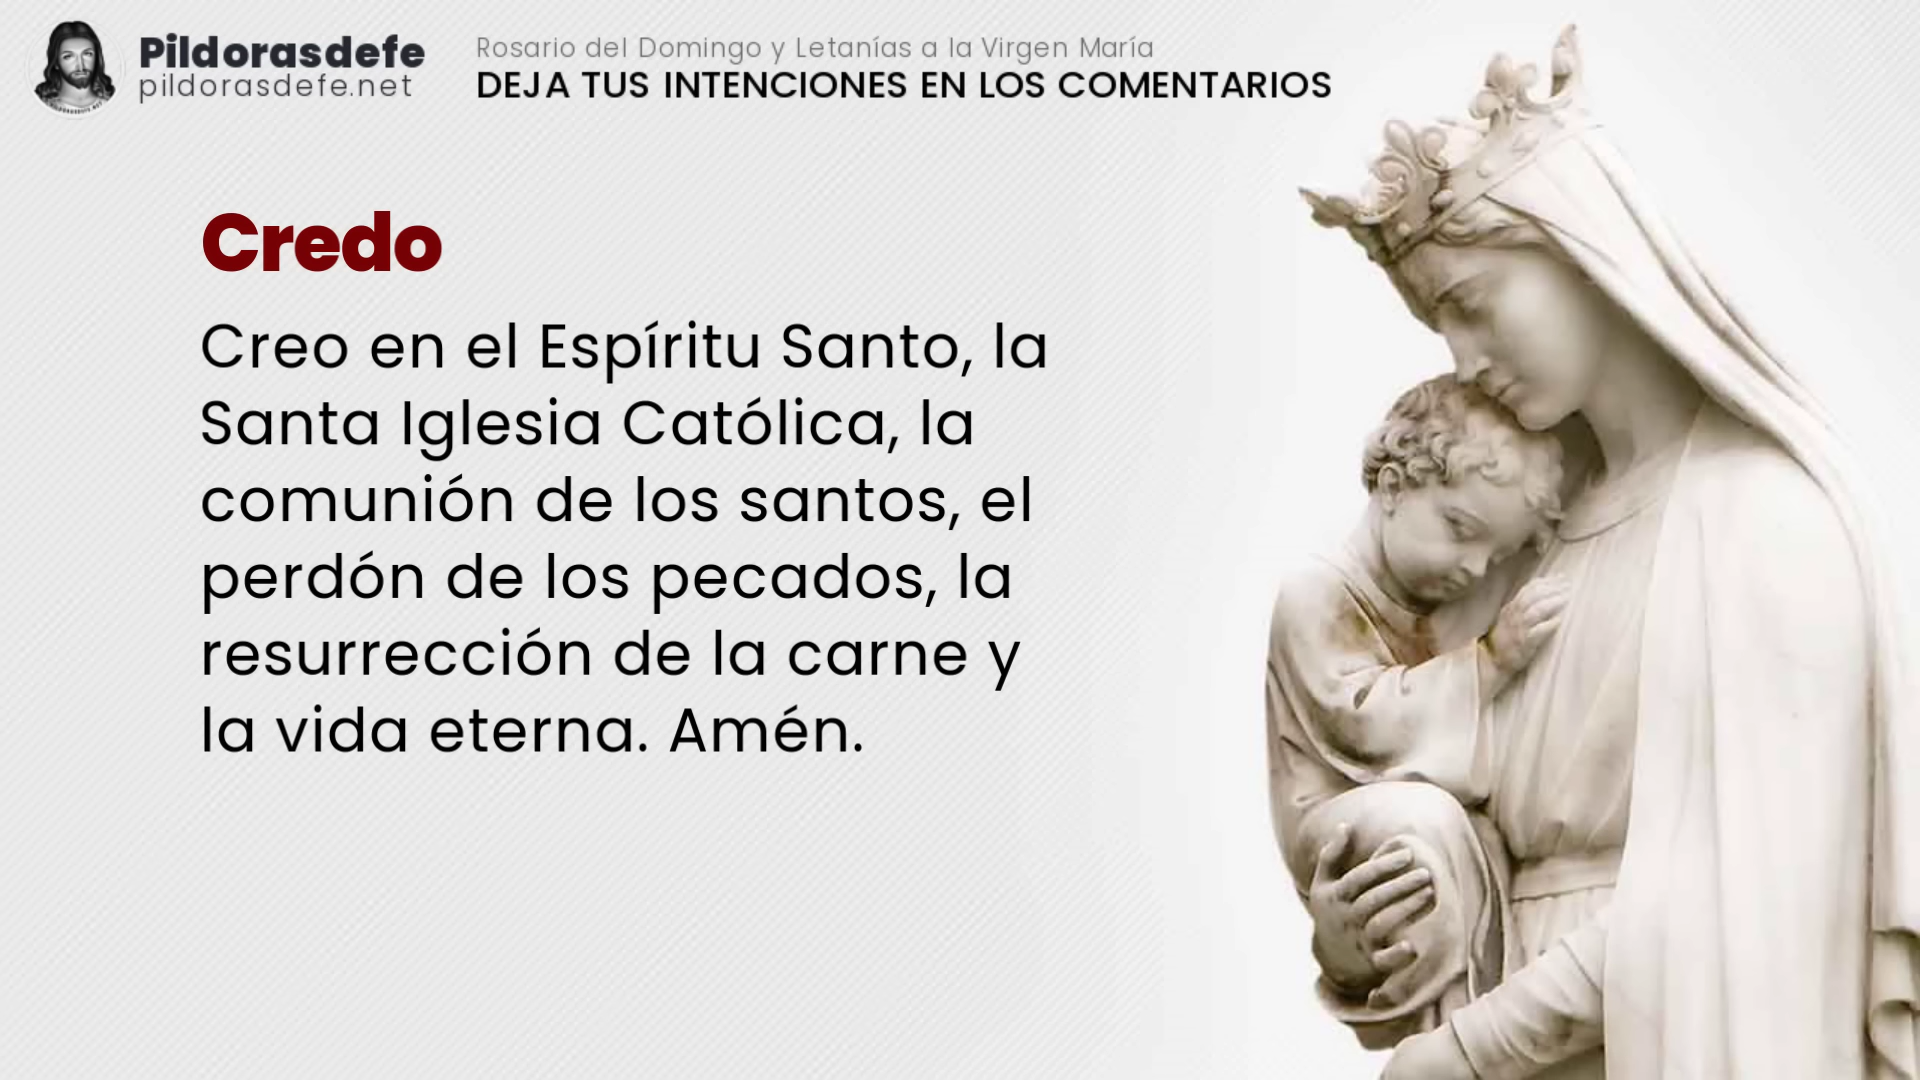 Pildorasdefe
pildorasdefe.net
Rosario del Domingo y Letanías a la Virgen María
DEJA TUS INTENCIONES EN LOS COMENTARIOS
Credo
Creo en el Espíritu Santo, la
Santa Iglesia Católica, la
comunión de los santos, el
perdón de los pecados, la
resurrección de la carne y
la vida eterna. Amén.